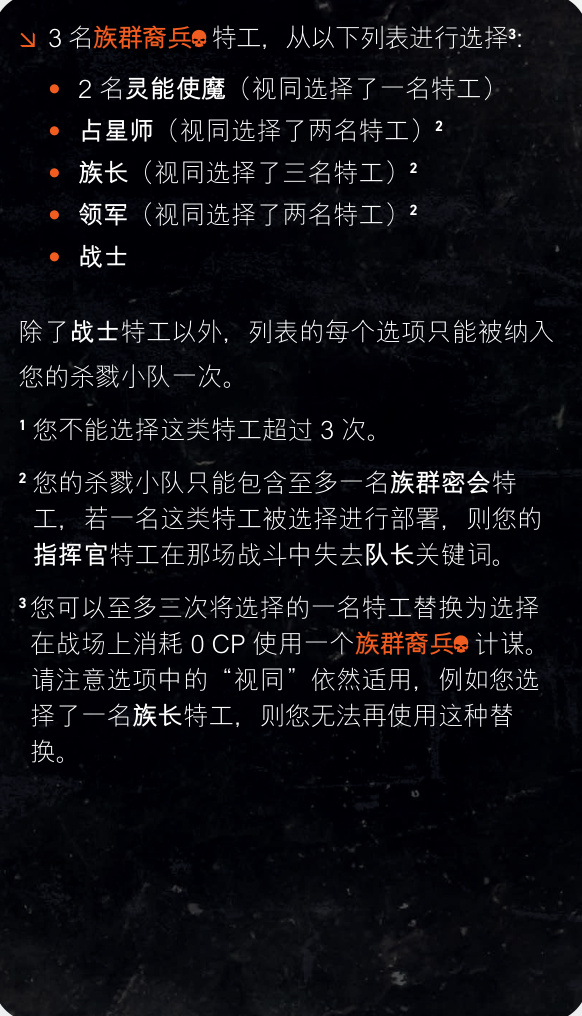 ↘ 3 名族群裔兵💀 特工，从以下列表进行选择³:
• 2 名灵能使魔（视同选择了一名特工）
• 占星师（视同选择了两名特工）²
• 族长（视同选择了三名特工）²
• 领军（视同选择了两名特工）²
• 战士
除了战士特工以外，列表的每个选项只能被纳入
您的杀戮小队一次。
¹ 您不能选择这类特工超过 3 次。
² 您的杀戮小队只能包含至多一名族群密会特
工，若一名这类特工被选择进行部署，则您的
指挥官特工在那场战斗中失去队长关键词。
³ 您可以至多三次将选择的一名特工替换为选择
在战场上消耗 0 CP 使用一个族群裔兵💀 计谋。
请注意选项中的“视同”依然适用，例如您选
择了一名族长特工，则您无法再使用这种替
换。